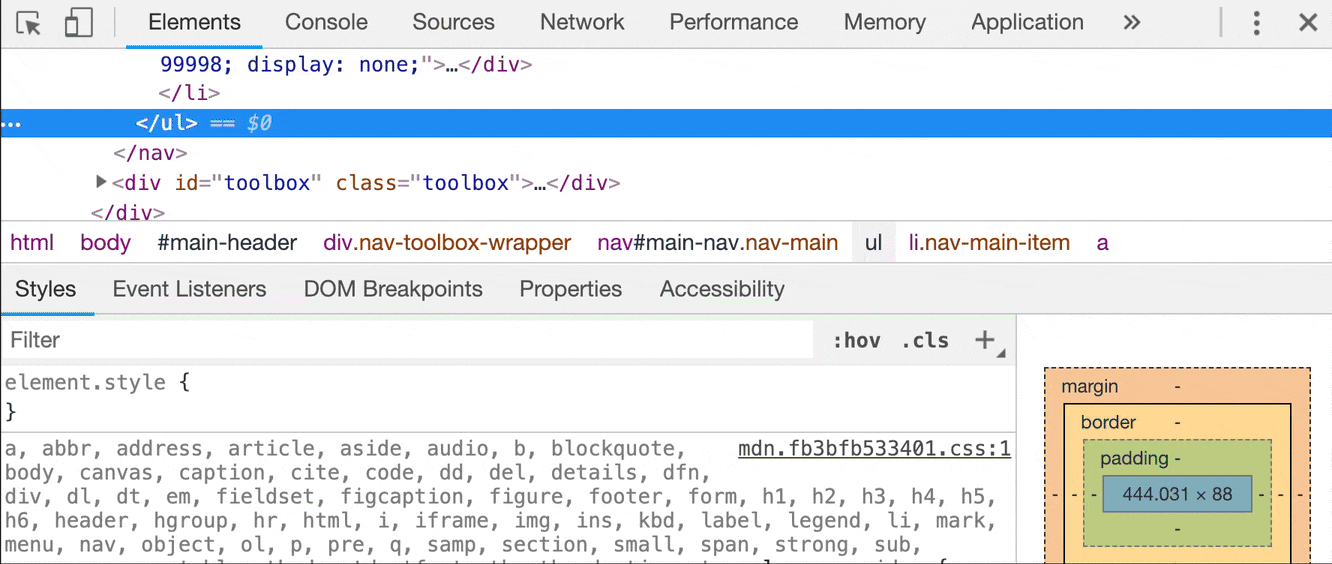 Elements Console Sources Network Performance Memory Application »
99998; display: none;">…</div>
</li>
… </ul> == $0
</nav>
<div id="toolbox" class="toolbox">…</div>
</div>
html body #main-header div.nav-toolbox-wrapper nav#main-nav.nav-main ul li.nav-main-item a
Styles Event Listeners DOM Breakpoints Properties Accessibility
Filter :hov .cls +
element.style {
}
a, abbr, address, article, aside, audio, b, blockquote, mdn.fb3bfb533401.css:1
body, canvas, caption, cite, code, dd, del, details, dfn,
div, dl, dt, em, fieldset, figcaption, figure, footer, form, h1, h2, h3, h4, h5,
h6, header, hgroup, hr, html, i, iframe, img, ins, kbd, label, legend, li, mark,
menu, nav, object, ol, p, pre, q, samp, section, small, span, strong, sub,
margin -
border -
padding -
- - - 444.031 × 88 - - -
-